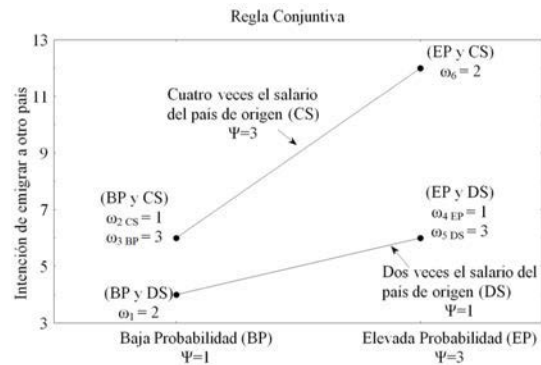 Regla Conjuntiva
Intención de emigrar a otro país
13
11
9
7
5
3
(EP y CS)
ω6 = 2
Cuatro veces el salario
del país de origen (CS)
Ψ=3
(BP y CS)
ω2 CS = 1
ω3 BP = 3
(EP y DS)
ω4 EP = 1
ω5 DS = 3
(BP y DS)
ω1 = 2
Dos veces el salario del
país de origen (DS)
Ψ=1
Baja Probabilidad (BP)
Ψ=1
Elevada Probabilidad (EP)
Ψ=3